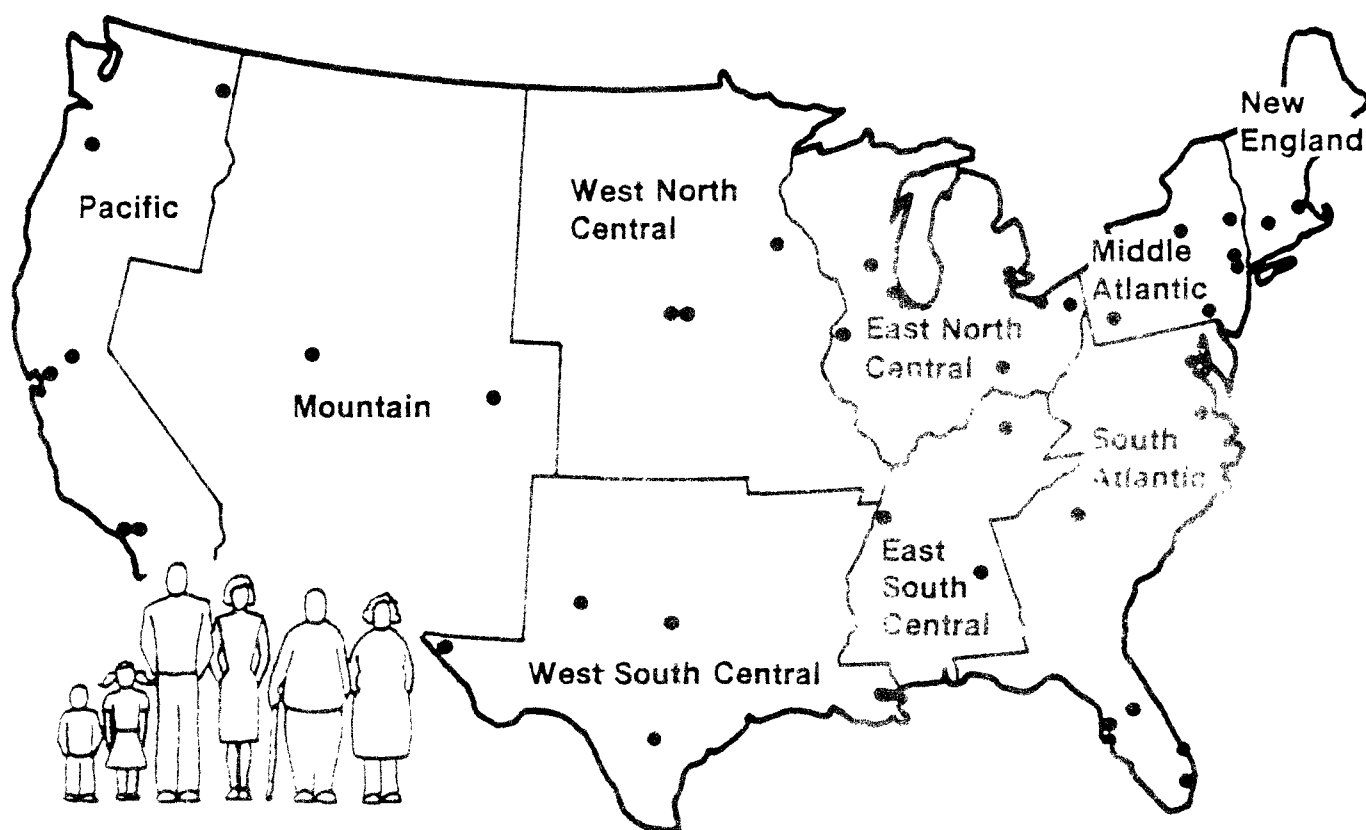 New
England
West North
Central
Pacific
Middle
Atlantic
East North
Central
Mountain
South
Atlantic
East
South
Central
West South Central